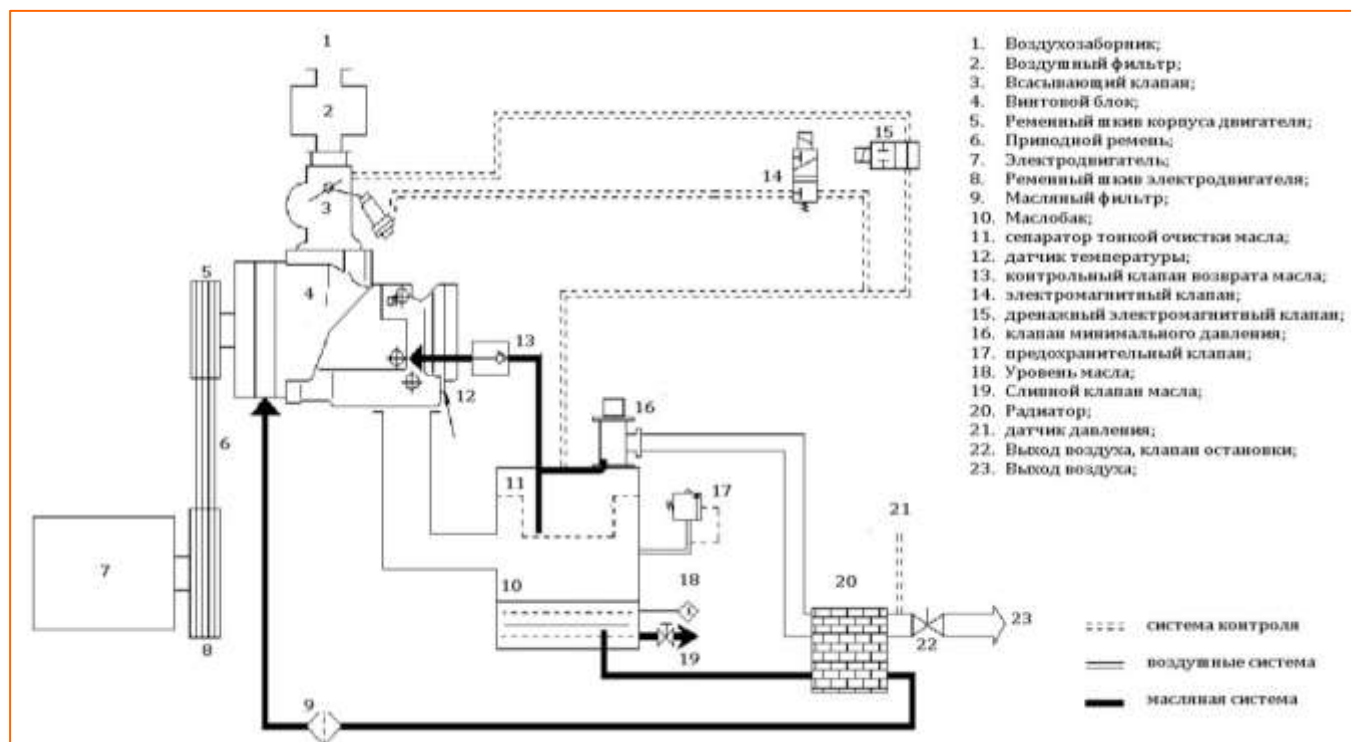 1. Воздухозаборник;
2. Воздушный фильтр;
3. Всасывающий клапан;
4. Винтовой блок;
5. Ременный шкив корпуса двигателя;
6. Приводной ремень;
7. Электродвигатель;
8. Ременный шкив электродвигателя;
9. Масляный фильтр;
10. Маслобак;
11. сепаратор тонкой очистки масла;
12. датчик температуры;
13. контрольный клапан возврата масла;
14. электромагнитный клапан;
15. дренажный электромагнитный клапан;
16. клапан минимального давления;
17. предохранительный клапан;
18. Уровень масла;
19. Сливной клапан масла;
20. Радиатор;
21. датчик давления;
22. Выход воздуха, клапан остановки;
23. Выход воздуха;
1
2
15
14
3
5
4
13
12
16
6
11
17
21
7
10
18
20
23
19
22
8
9
система контроля
воздушные система
масляная система